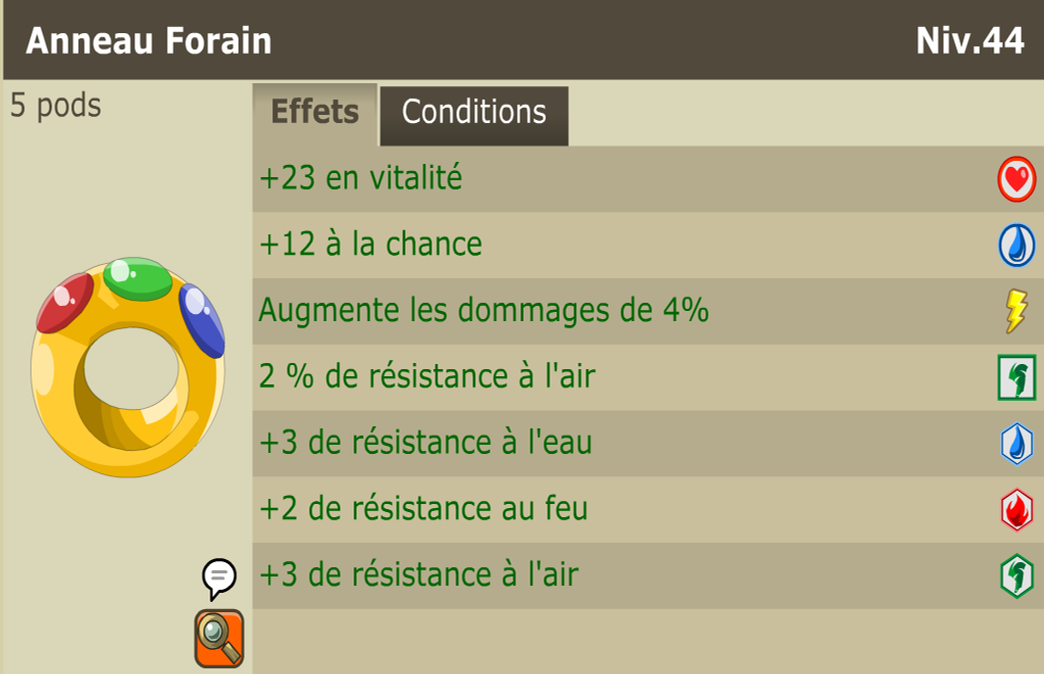 Anneau Forain
Niv.44
5 pods
Effets
Conditions
+23 en vitalité
+12 à la chance
Augmente les dommages de 4%
2 % de résistance à l'air
+3 de résistance à l'eau
+2 de résistance au feu
+3 de résistance à l'air